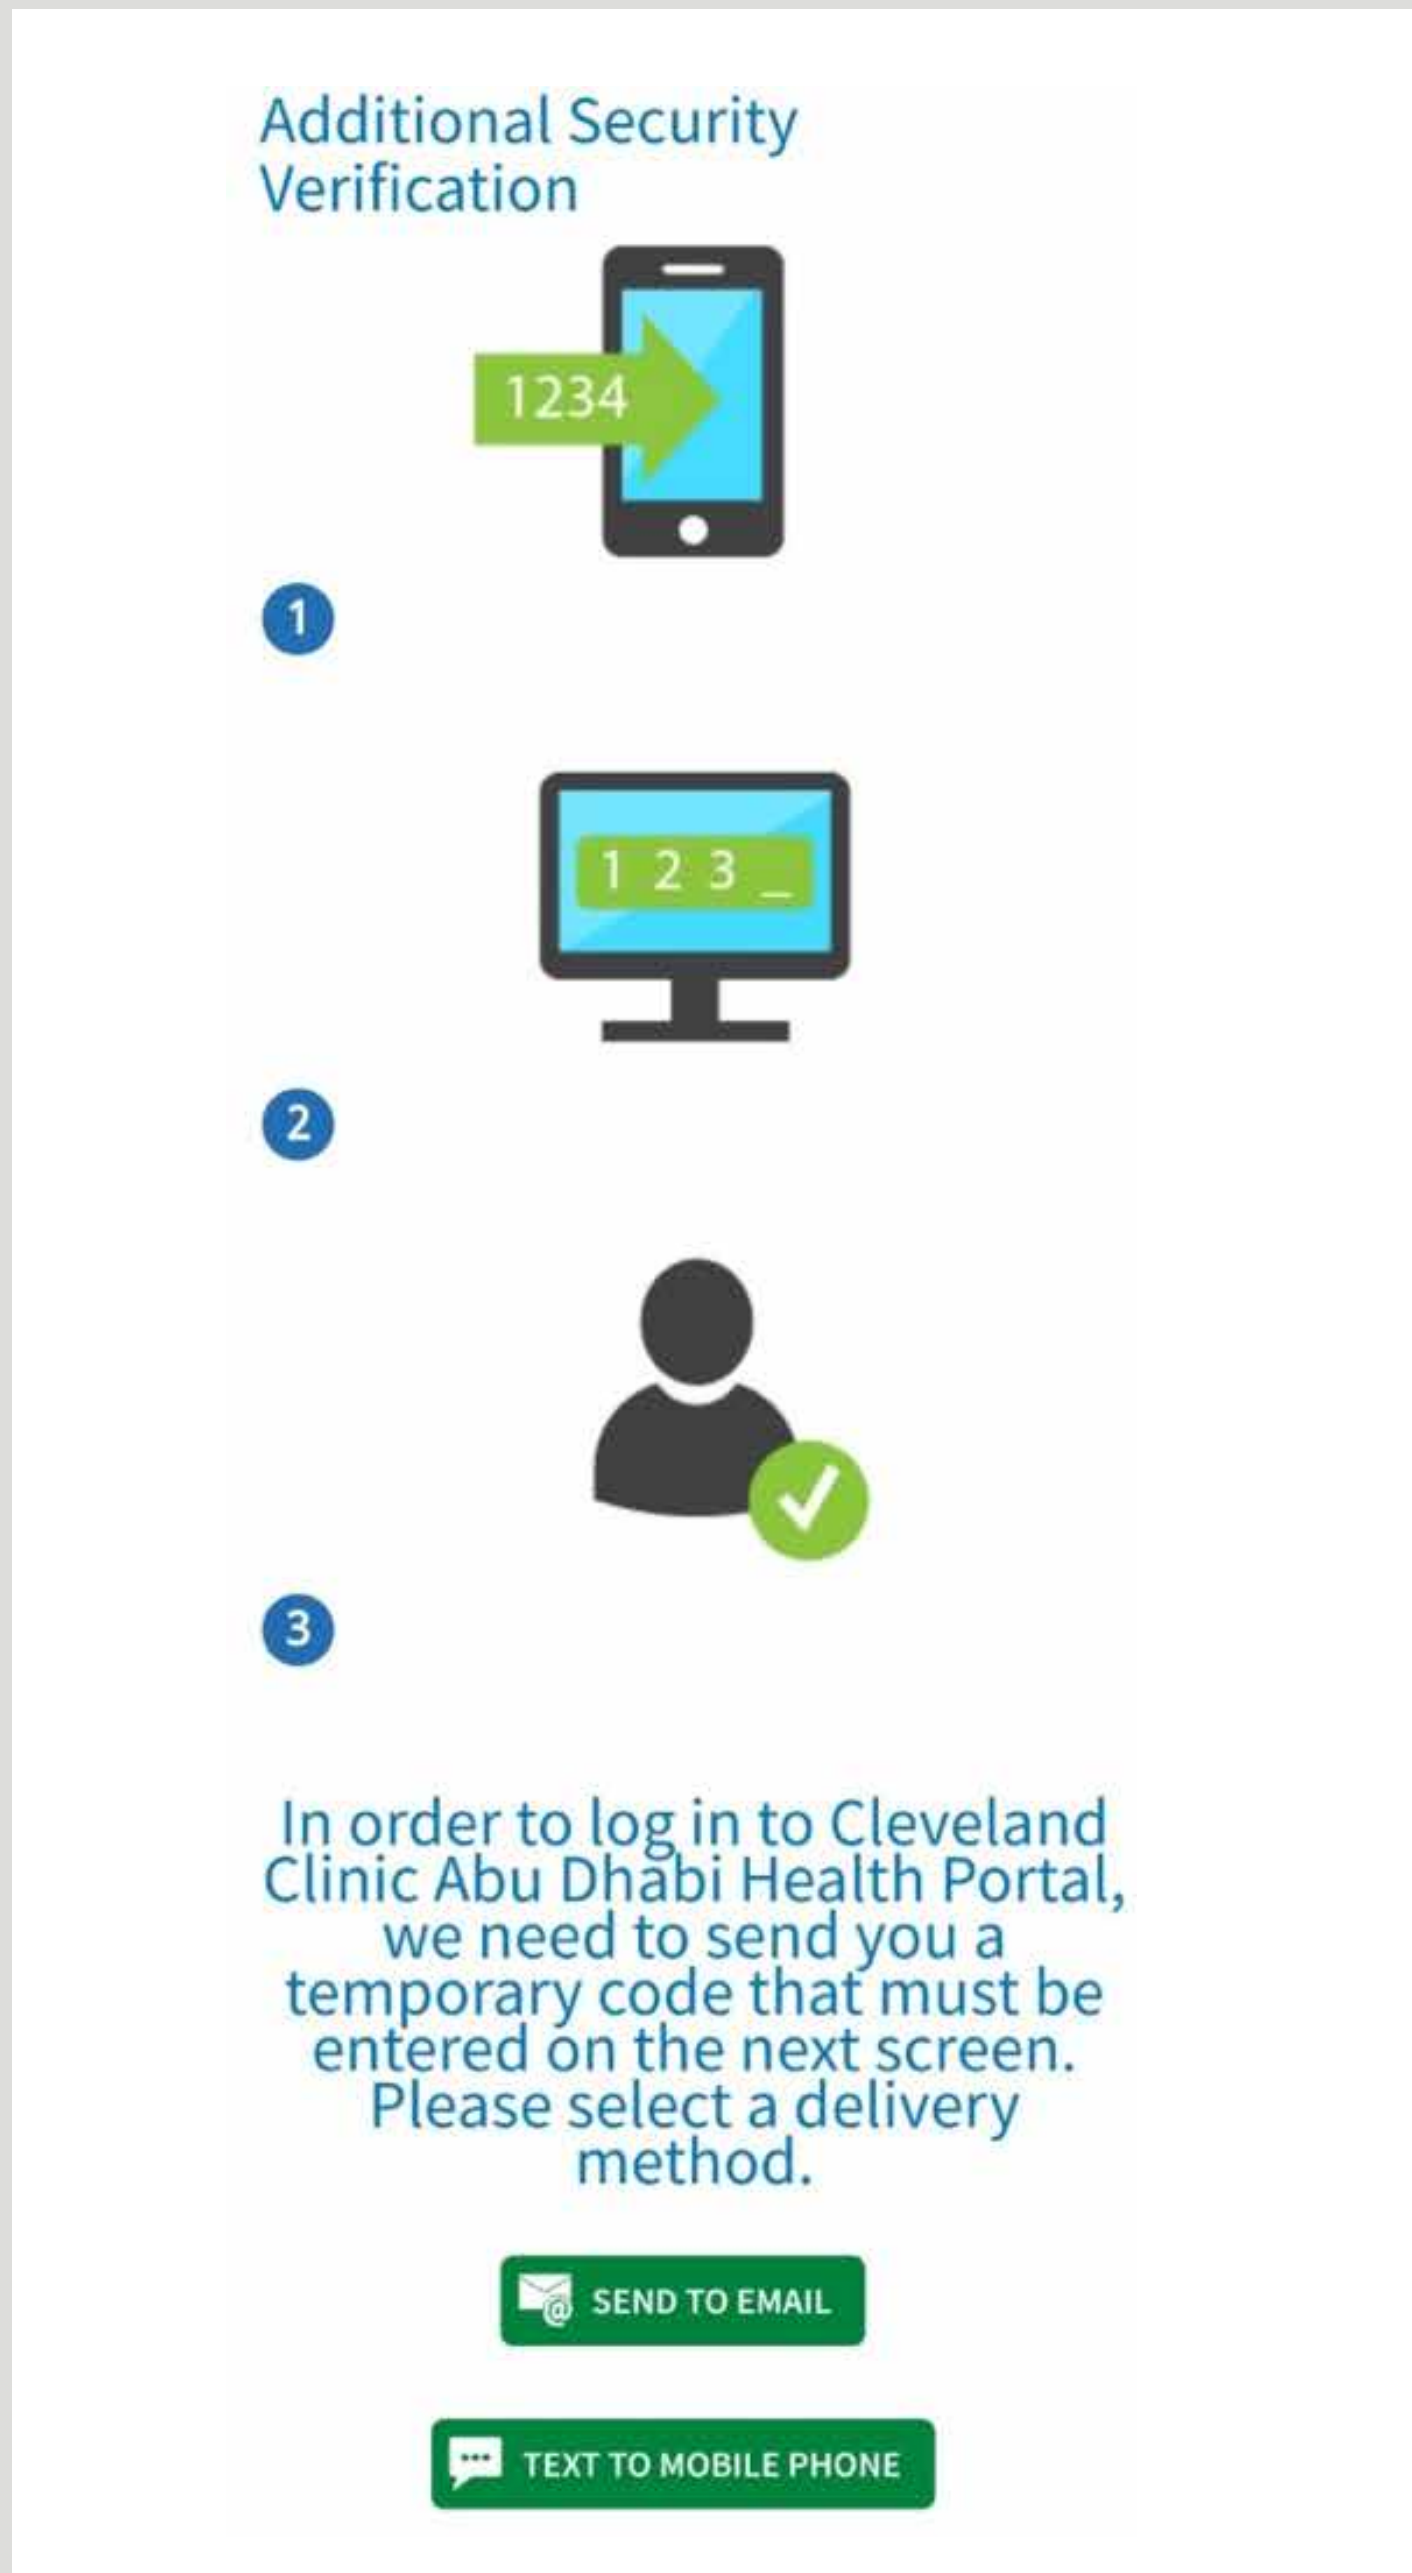 Additional Security
Verification
1234
1
1 2 3 _
2
3
In order to log in to Cleveland
Clinic Abu Dhabi Health Portal,
we need to send you a
temporary code that must be
entered on the next screen.
Please select a delivery
method.
@ SEND TO EMAIL
TEXT TO MOBILE PHONE